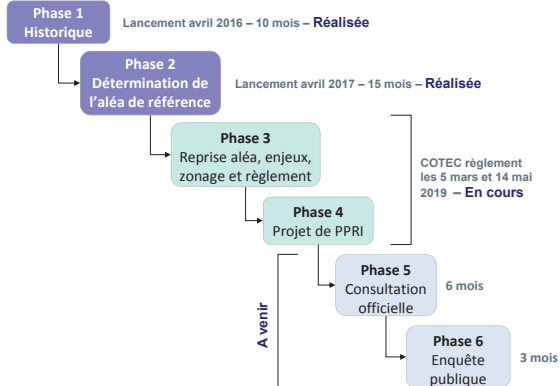 Phase 1
Historique
Lancement avril 2016 – 10 mois – Réalisée
Phase 2
Détermination de
l'aléa de référence
Lancement avril 2017 – 15 mois – Réalisée
Phase 3
Reprise aléa, enjeux,
zonage et règlement
COTEC règlement
les 5 mars et 14 mai
2019 – En cours
Phase 4
Projet de PPRI
A venir
Phase 5
Consultation
officielle
6 mois
Phase 6
Enquête
publique
3 mois